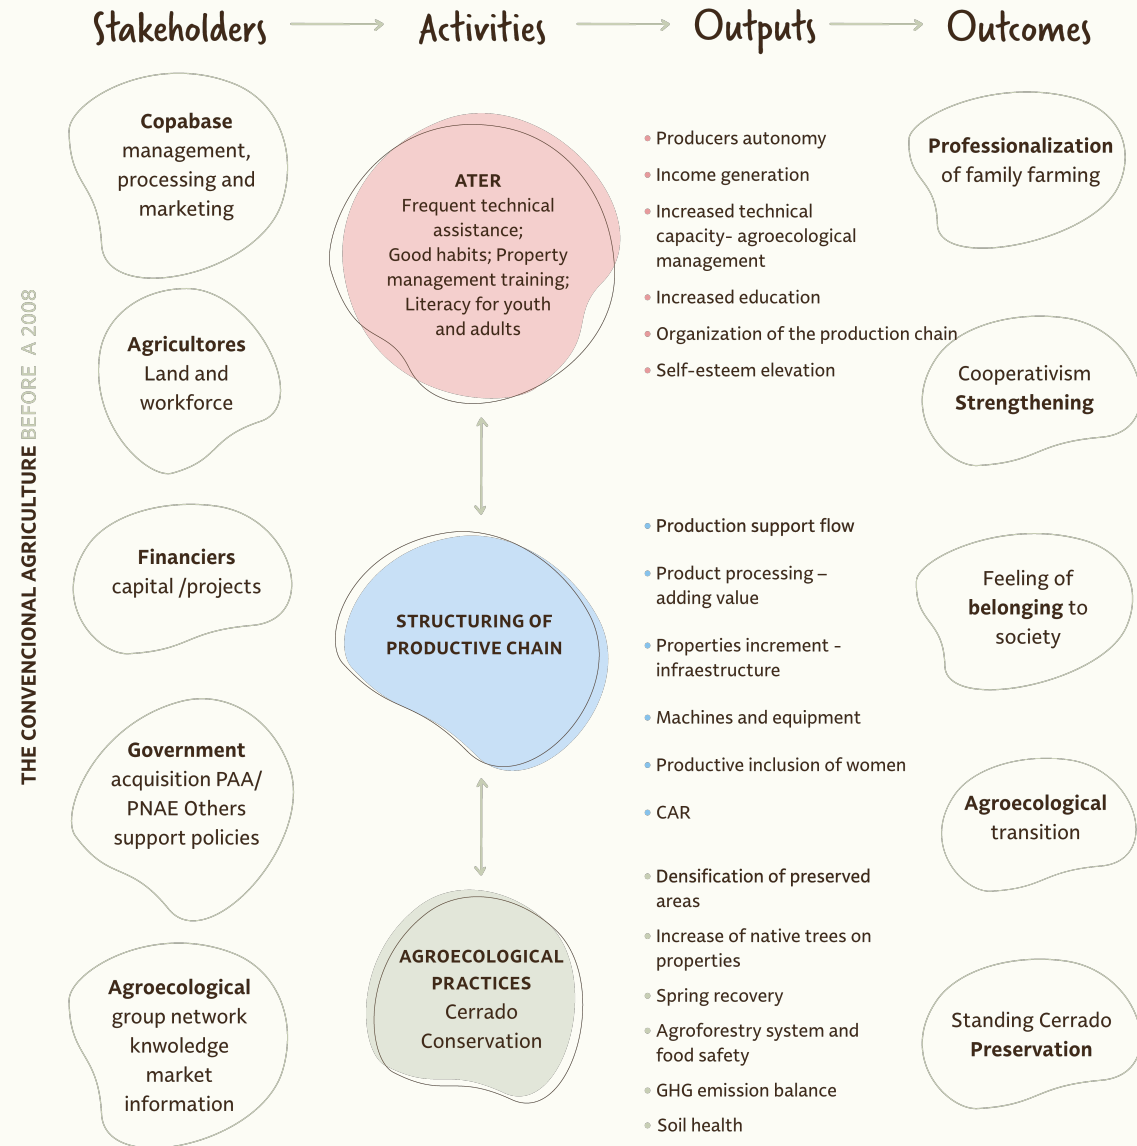 Stakeholders
Activities
Outputs
Outcomes
THE CONVENCIONAL AGRICULTURE BEFORE A 2008
Copabase
management,
processing and
marketing
Agricultores
Land and
workforce
Financiers
capital /projects
Government
acquisition PAA/
PNAE Others
support policies
Agroecological
group network
knwoledge
market
information
ATER
Frequent technical
assistance;
Good habits; Property
management training;
Literacy for youth
and adults
STRUCTURING OF
PRODUCTIVE CHAIN
AGROECOLOGICAL
PRACTICES
Cerrado
Conservation
• Producers autonomy
• Income generation
• Increased technical
capacity- agroecological
management
• Increased education
• Organization of the production chain
• Self-esteem elevation
• Production support flow
• Product processing –
adding value
• Properties increment -
infraestructure
• Machines and equipment
• Productive inclusion of women
• CAR
• Densification of preserved
areas
• Increase of native trees on
properties
• Spring recovery
• Agroforestry system and
food safety
• GHG emission balance
• Soil health
Professionalization
of family farming
Cooperativism
Strengthening
Feeling of
belonging to
society
Agroecological
transition
Standing Cerrado
Preservation